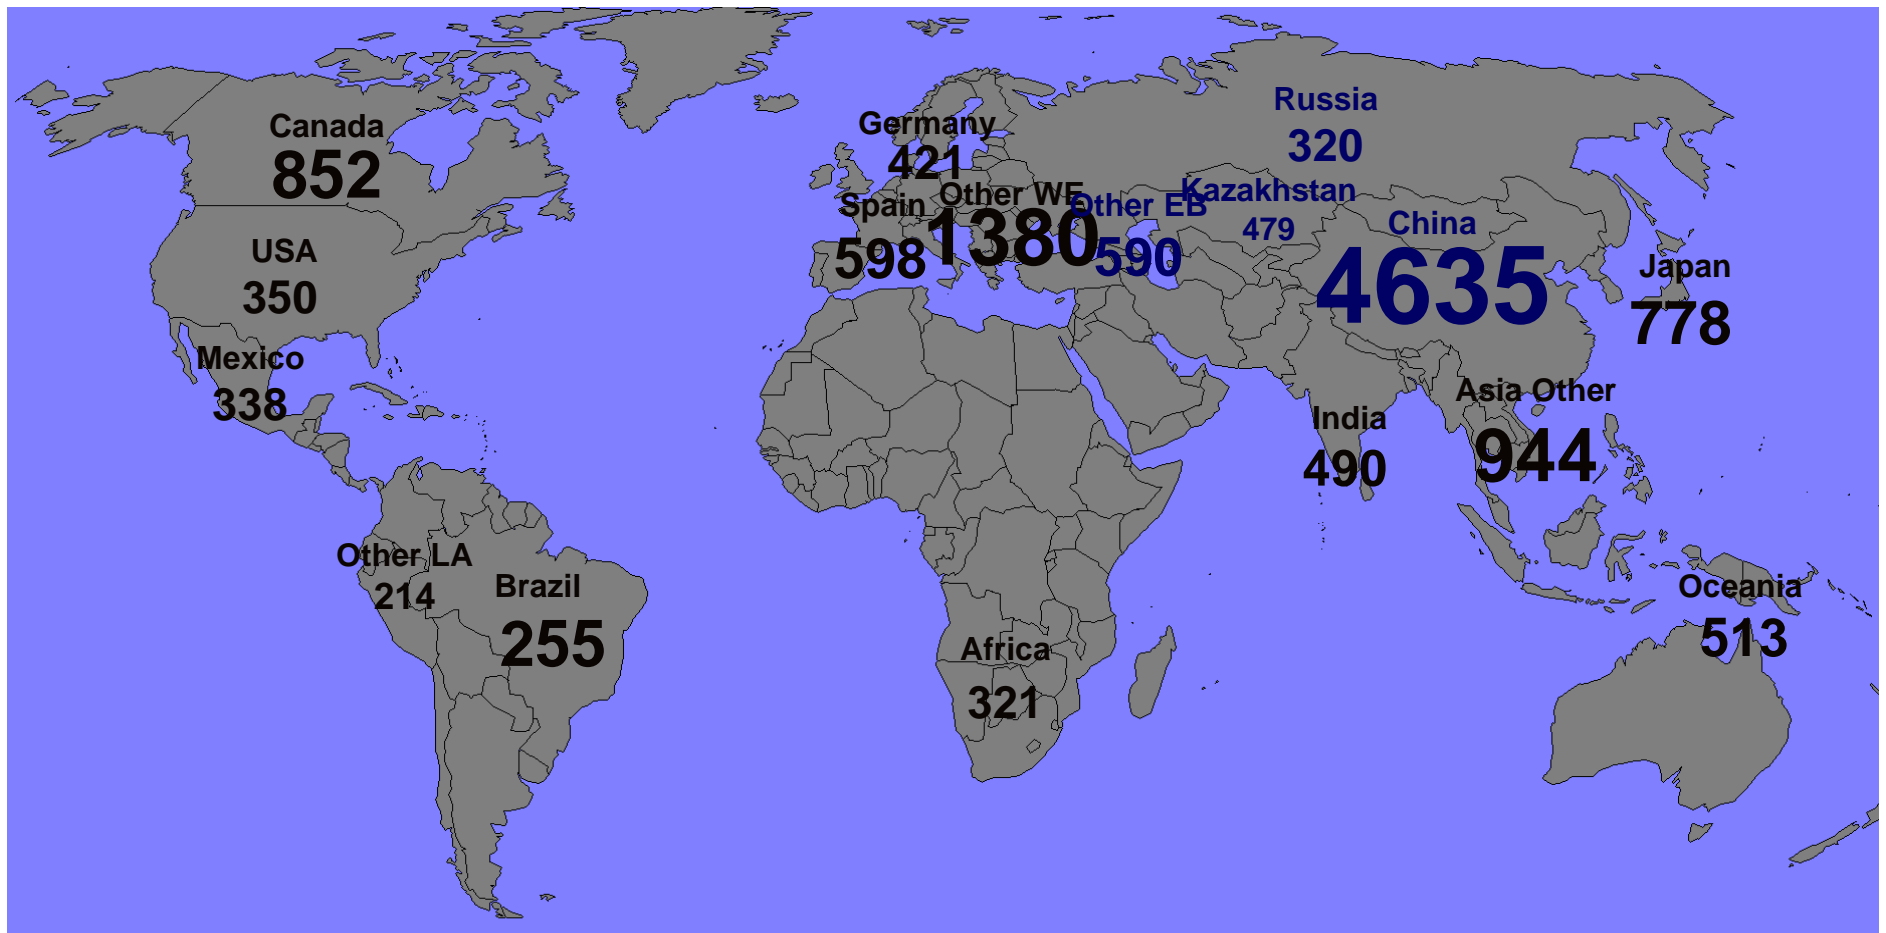 Canada
852
USA
350
Mexico
338
Other LA
214
Brazil
255
Germany
421
Spain
598
Other WE
1380
Other EB
590
Russia
320
Kazakhstan
479
China
4635
Japan
778
India
490
Asia Other
944
Africa
321
Oceania
513